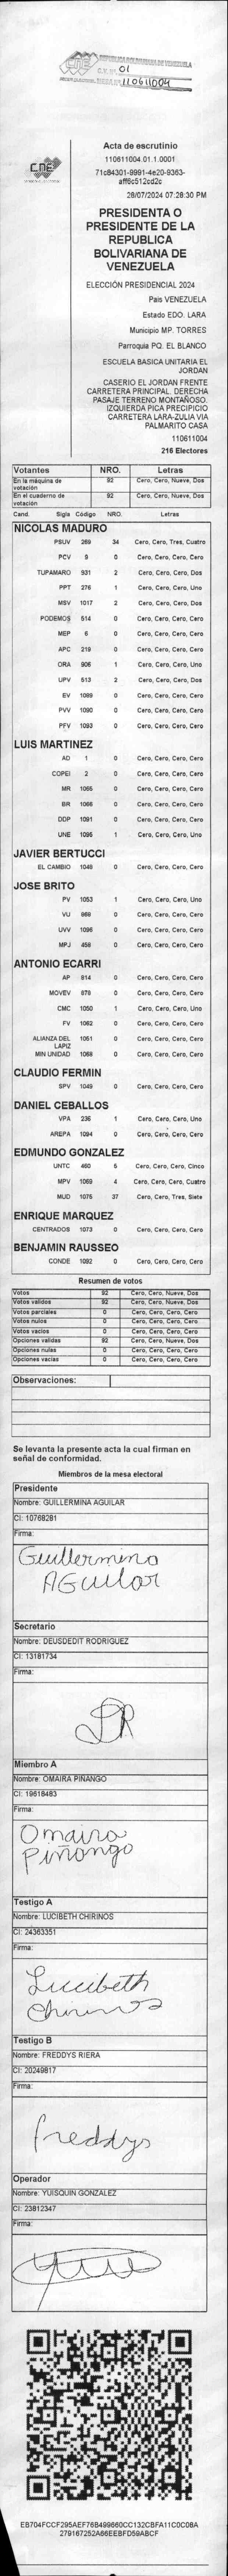 CNE REPUBLICA BOLIVARIANA DE VENEZUELA
C.V. Nº 01
110611004
CNE
Acta de escrutinio
110611004.01.1.0001
71c84301-9991-4e20-9363-
aff6c512cd2c
28/07/2024 07:28:30 PM
PRESIDENTA O
PRESIDENTE DE LA
REPUBLICA
BOLIVARIANA DE
VENEZUELA
ELECCIÓN PRESIDENCIAL 2024
Pais VENEZUELA
Estado EDO. LARA
Municipio MP. TORRES
Parroquia PQ. EL BLANCO
ESCUELA BASICA UNITARIA EL
JORDAN
CASERIO EL JORDAN FRENTE
CARRETERA PRINCIPAL. DERECHA
PASAJE TERRENO MONTAÑOSO.
IZQUIERDA PICA PRECIPICIO
CARRETERA LARA-ZULIA VIA
PALMARITO CASA
110611004
216 Electores
Votantes NRO. Letras
En la máquina de votación 92 Cero, Cero, Nueve, Dos
En el cuaderno de votación 92 Cero, Cero, Nueve, Dos
Cand. Sigla Código NRO. Letras
NICOLAS MADURO
PSUV 269 34 Cero, Cero, Tres, Cuatro
PCV 9 0 Cero, Cero, Cero, Cero
TUPAMARO 931 2 Cero, Cero, Cero, Dos
PPT 276 1 Cero, Cero, Cero, Uno
MSV 1017 2 Cero, Cero, Cero, Dos
PODEMOS 514 0 Cero, Cero, Cero, Cero
MEP 6 0 Cero, Cero, Cero, Cero
APC 219 0 Cero, Cero, Cero, Cero
ORA 906 1 Cero, Cero, Cero, Uno
UPV 513 2 Cero, Cero, Cero, Dos
EV 1089 0 Cero, Cero, Cero, Cero
PVV 1090 0 Cero, Cero, Cero, Cero
PFV 1093 0 Cero, Cero, Cero, Cero
LUIS MARTINEZ
AD 1 0 Cero, Cero, Cero, Cero
COPEI 2 0 Cero, Cero, Cero, Cero
MR 1065 0 Cero, Cero, Cero, Cero
BR 1066 0 Cero, Cero, Cero, Cero
DDP 1091 0 Cero, Cero, Cero, Cero
UNE 1096 1 Cero, Cero, Cero, Uno
JAVIER BERTUCCI
EL CAMBIO 1048 0 Cero, Cero, Cero, Cero
JOSE BRITO
PV 1053 1 Cero, Cero, Cero, Uno
VU 868 0 Cero, Cero, Cero, Cero
UVV 1096 0 Cero, Cero, Cero, Cero
MPJ 458 0 Cero, Cero, Cero, Cero
ANTONIO ECARRI
AP 914 0 Cero, Cero, Cero, Cero
MOVEV 879 0 Cero, Cero, Cero, Cero
CMC 1050 1 Cero, Cero, Cero, Uno
FV 1062 0 Cero, Cero, Cero, Cero
ALIANZA DEL LAPIZ 1051 0 Cero, Cero, Cero, Cero
MIN UNIDAD 1068 0 Cero, Cero, Cero, Cero
CLAUDIO FERMIN
SPV 1049 0 Cero, Cero, Cero, Cero
DANIEL CEBALLOS
VPA 236 1 Cero, Cero, Cero, Uno
AREPA 1094 0 Cero, Cero, Cero, Cero
EDMUNDO GONZALEZ
UNTC 460 5 Cero, Cero, Cero, Cinco
MPV 1069 4 Cero, Cero, Cero, Cuatro
MUD 1075 37 Cero, Cero, Tres, Siete
ENRIQUE MARQUEZ
CENTRADOS 1073 0 Cero, Cero, Cero, Cero
BENJAMIN RAUSSEO
CONDE 1092 0 Cero, Cero, Cero, Cero
Resumen de votos
Votos 92 Cero, Cero, Nueve, Dos
Votos validos 92 Cero, Cero, Nueve, Dos
Votos parciales 0 Cero, Cero, Cero, Cero
Votos nulos 0 Cero, Cero, Cero, Cero
Votos vacios 0 Cero, Cero, Cero, Cero
Opciones validas 92 Cero, Cero, Nueve, Dos
Opciones nulas 0 Cero, Cero, Cero, Cero
Opciones vacias 0 Cero, Cero, Cero, Cero
Observaciones:
Se levanta la presente acta la cual firman en
señal de conformidad.
Miembros de la mesa electoral
Presidente
Nombre: GUILLERMINA AGUILAR
CI: 10768281
Firma:
Guillermina
AGuilar
Secretario
Nombre: DEUSDEDIT RODRIGUEZ
CI: 13181734
Firma:
DR
Miembro A
Nombre: OMAIRA PIÑANGO
CI: 19618483
Firma:
Omaira
Piñango
Testigo A
Nombre: LUCIBETH CHIRINOS
CI: 24363351
Firma:
Lucibeth
Chirinos
Testigo B
Nombre: FREDDYS RIERA
CI: 20249817
Firma:
freddys
Operador
Nombre: YUISQUIN GONZALEZ
CI: 23812347
Firma:
EB704FCCF295AEF76B499660CC132CBFA11C0C08A
279167252A66EEBFD59ABCF